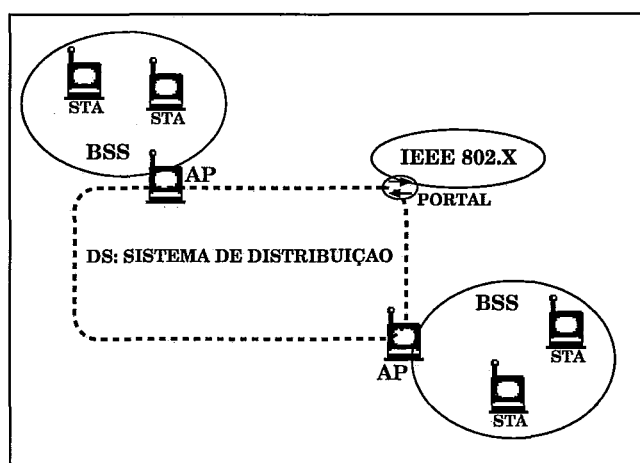 STA
STA
BSS
AP
IEEE 802.X
PORTAL
DS: SISTEMA DE DISTRIBUIÇAO
BSS
STA
AP
STA